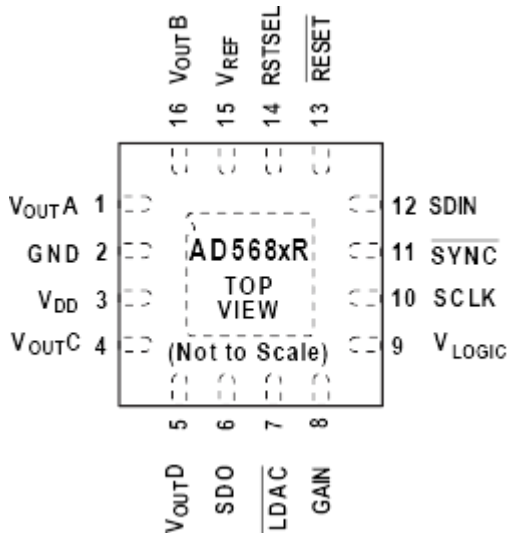 16 VOUTB
15 VREF
14 RSTSEL
13 RESET
VOUTA 1
GND 2
VDD 3
VOUTC 4
AD568xR
TOP
VIEW
(Not to Scale)
12 SDIN
11 SYNC
10 SCLK
9 VLOGIC
5 VOUTD
6 SDO
7 LDAC
8 GAIN